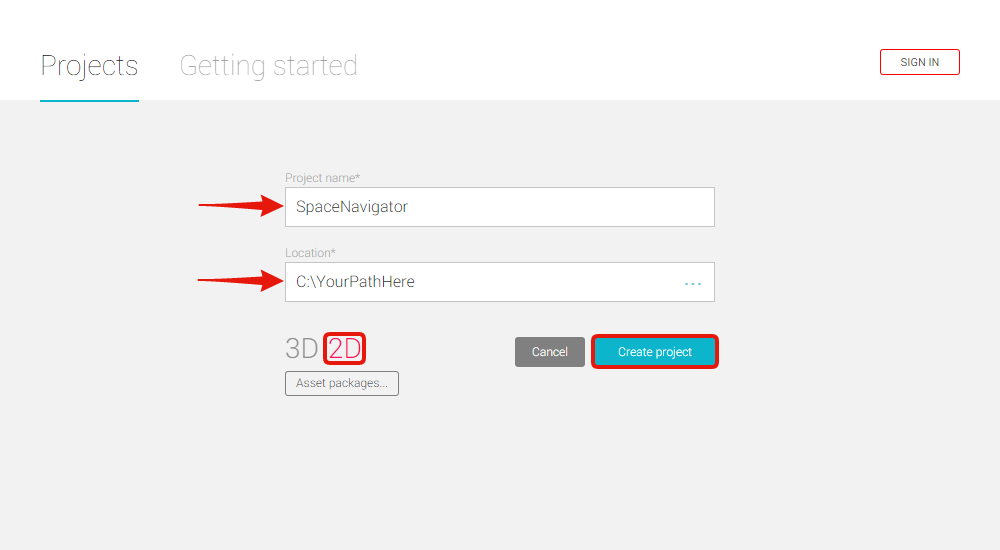 Projects Getting started SIGN IN
Project name*
SpaceNavigator
Location*
C:\YourPathHere ...
3D 2D Cancel Create project
Asset packages...